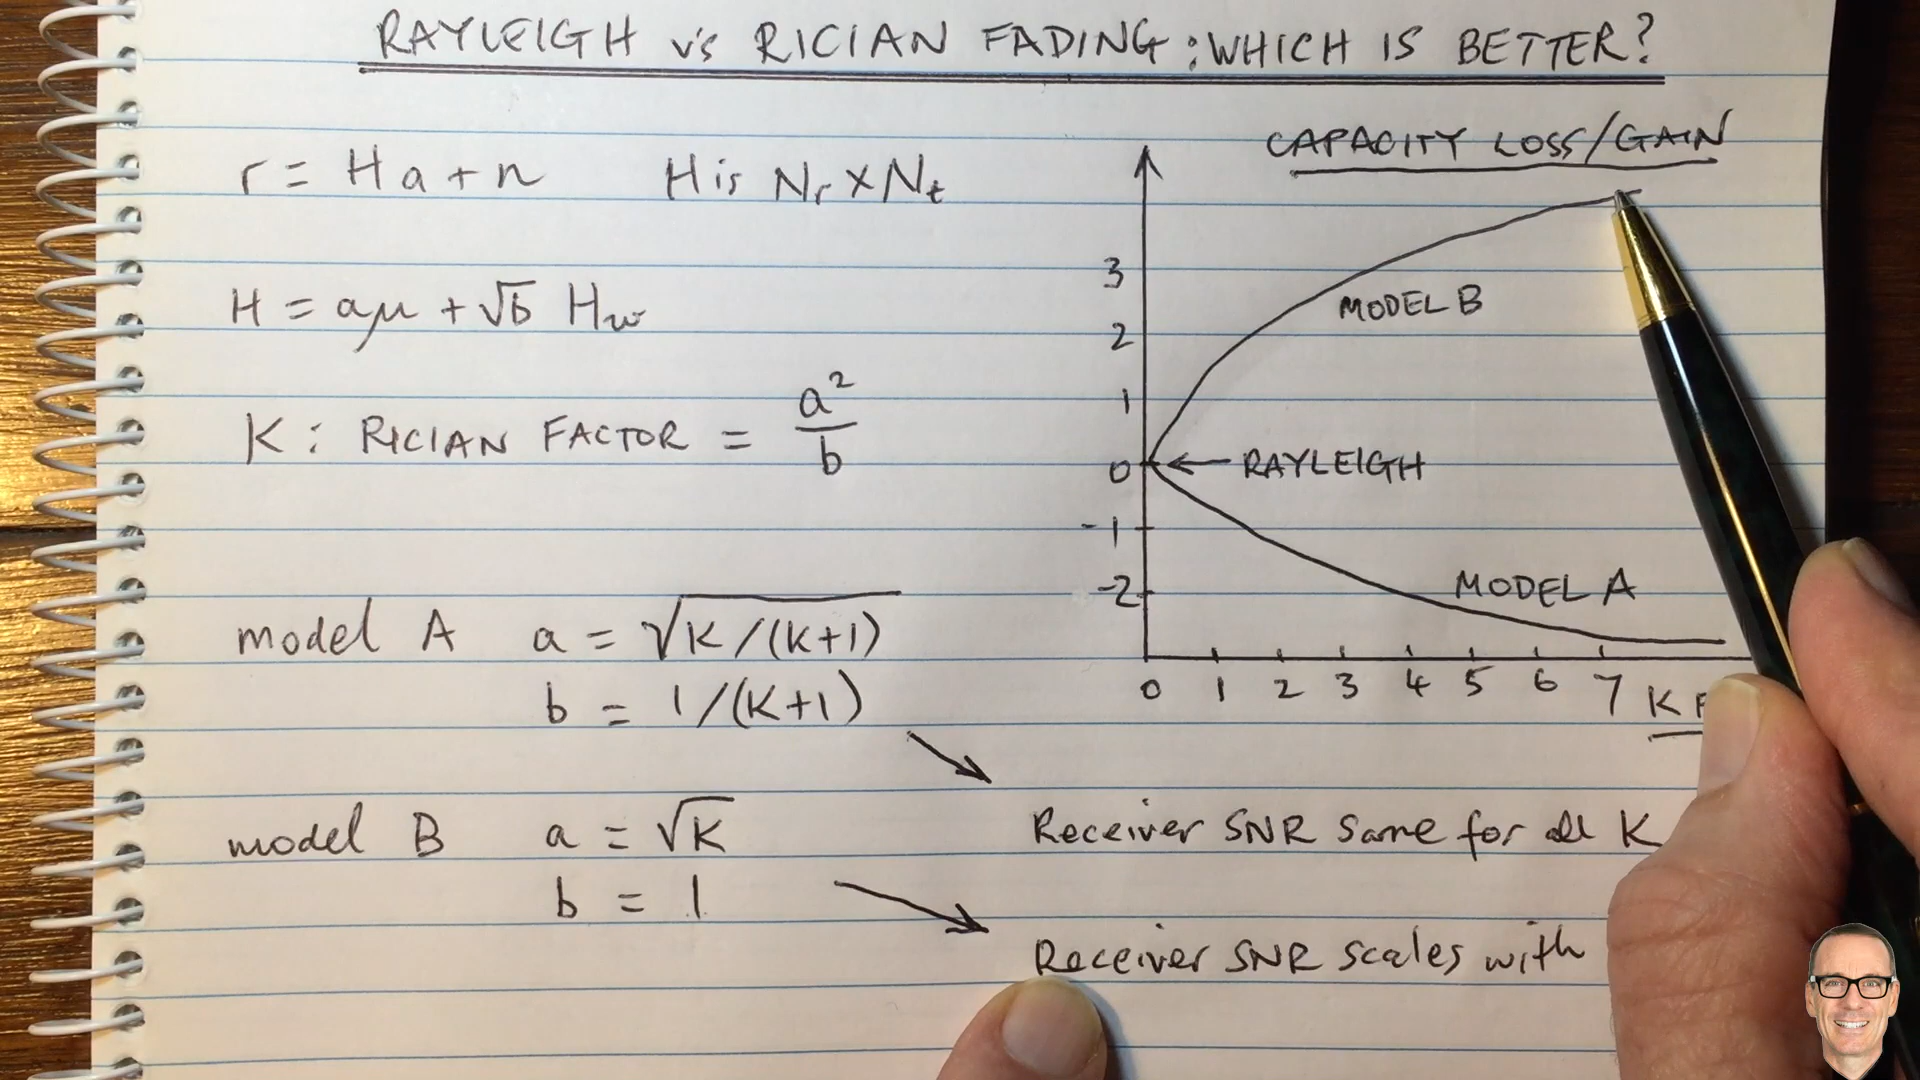 RAYLEIGH v's RICIAN FADING : WHICH IS BETTER?
r = Ha + n H is Nr x Nt
H = aμ + √b Hw
K : RICIAN FACTOR = a²/b
model A a = √K/(K+1)
b = 1/(K+1)
model B a = √K
b = 1
CAPACITY LOSS/GAIN
3
2
1
0
-1
-2
MODEL B
← RAYLEIGH
MODEL A
0 1 2 3 4 5 6 7 K
Receiver SNR same for all K
Receiver SNR scales with